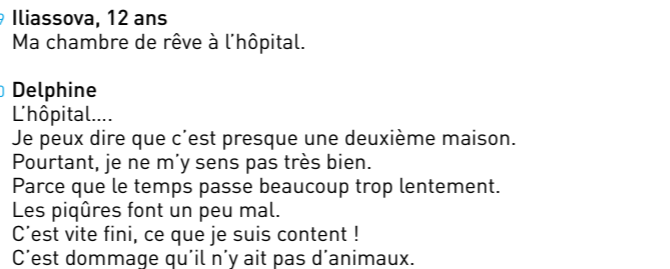 9 Iliassova, 12 ans
Ma chambre de rêve à l'hôpital.
Delphine
L'hôpital....
Je peux dire que c'est presque une deuxième maison.
Pourtant, je ne m'y sens pas très bien.
Parce que le temps passe beaucoup trop lentement.
Les piqûres font un peu mal.
C'est vite fini, ce que je suis content !
C'est dommage qu'il n'y ait pas d'animaux.